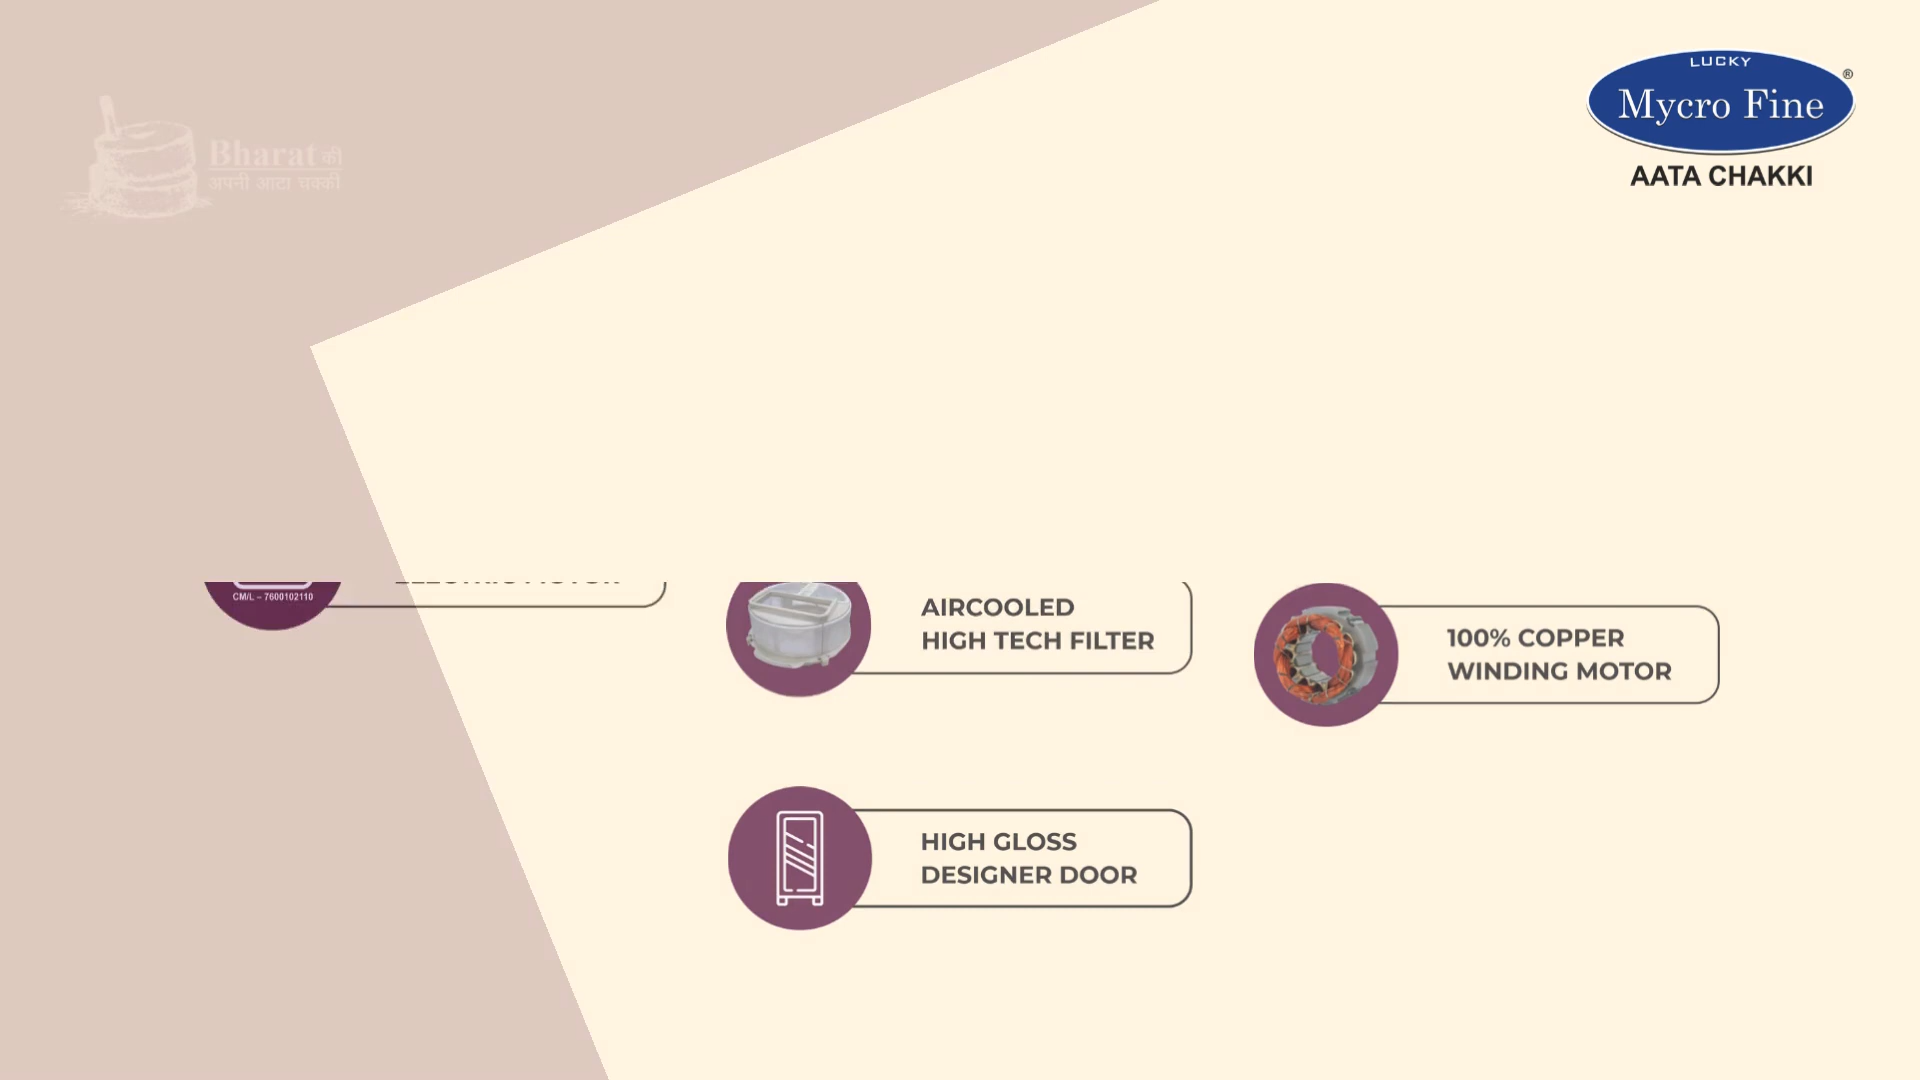 LUCKY
Mycro Fine
®
AATA CHAKKI
Bharat की
अपनी आटा चक्की
CM/L – 7600102110
AIRCOOLED
HIGH TECH FILTER
100% COPPER
WINDING MOTOR
HIGH GLOSS
DESIGNER DOOR